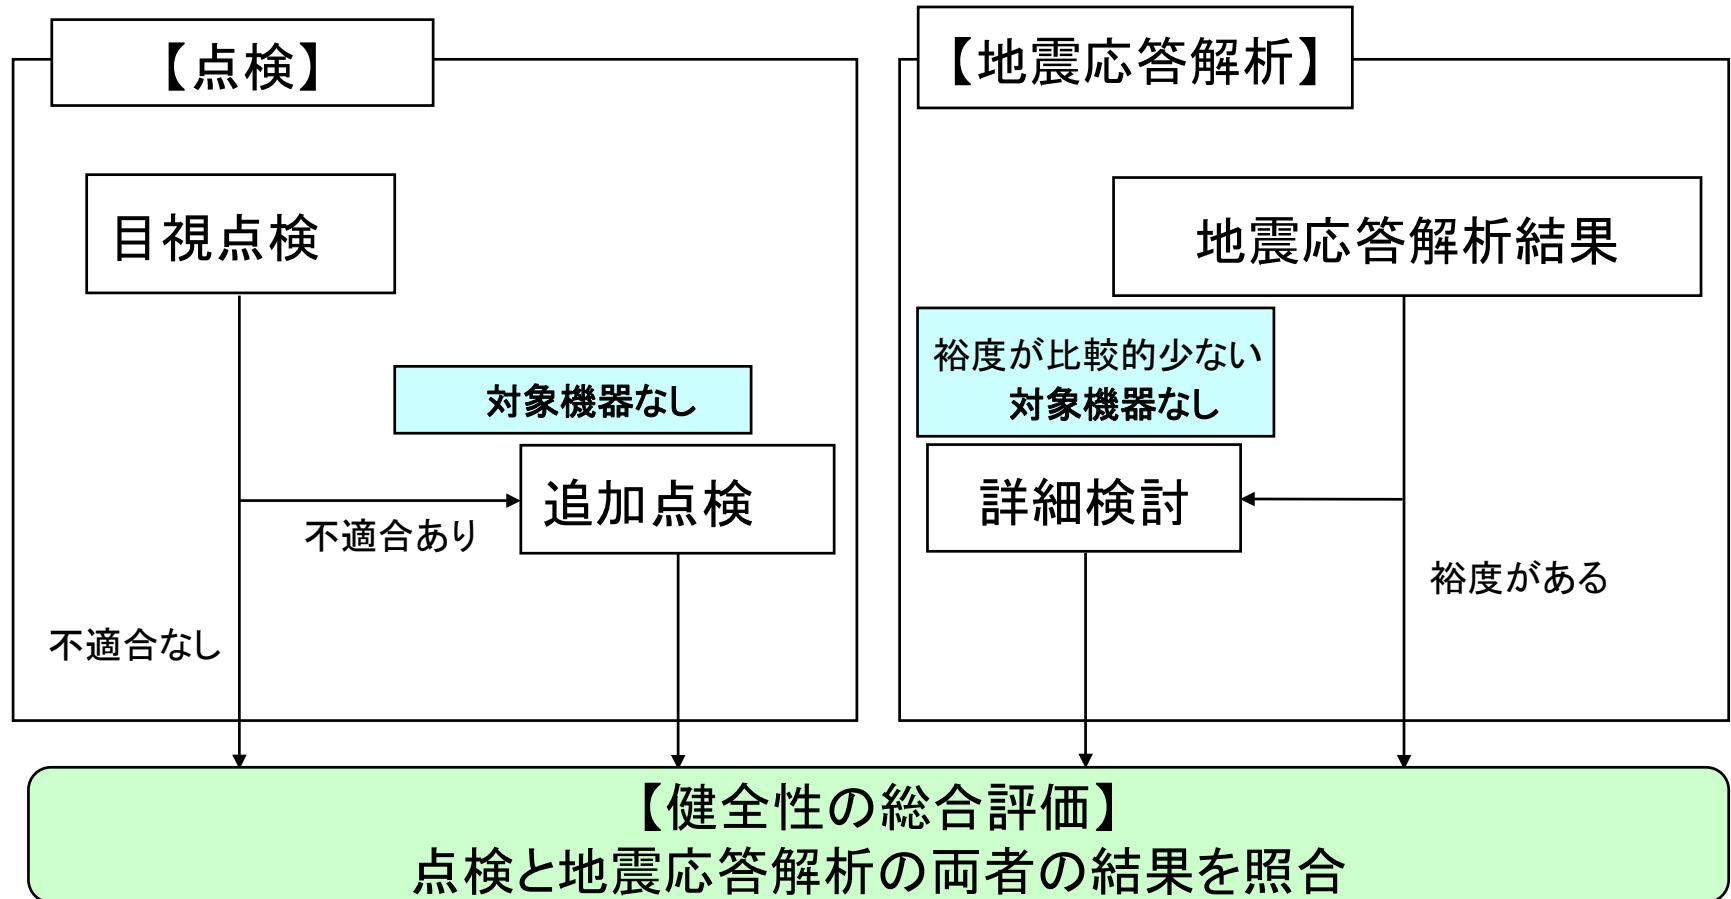 【点検】
目視点検
対象機器なし
追加点検
不適合あり
不適合なし
【地震応答解析】
地震応答解析結果
裕度が比較的少ない
対象機器なし
詳細検討
裕度がある
【健全性の総合評価】
点検と地震応答解析の両者の結果を照合